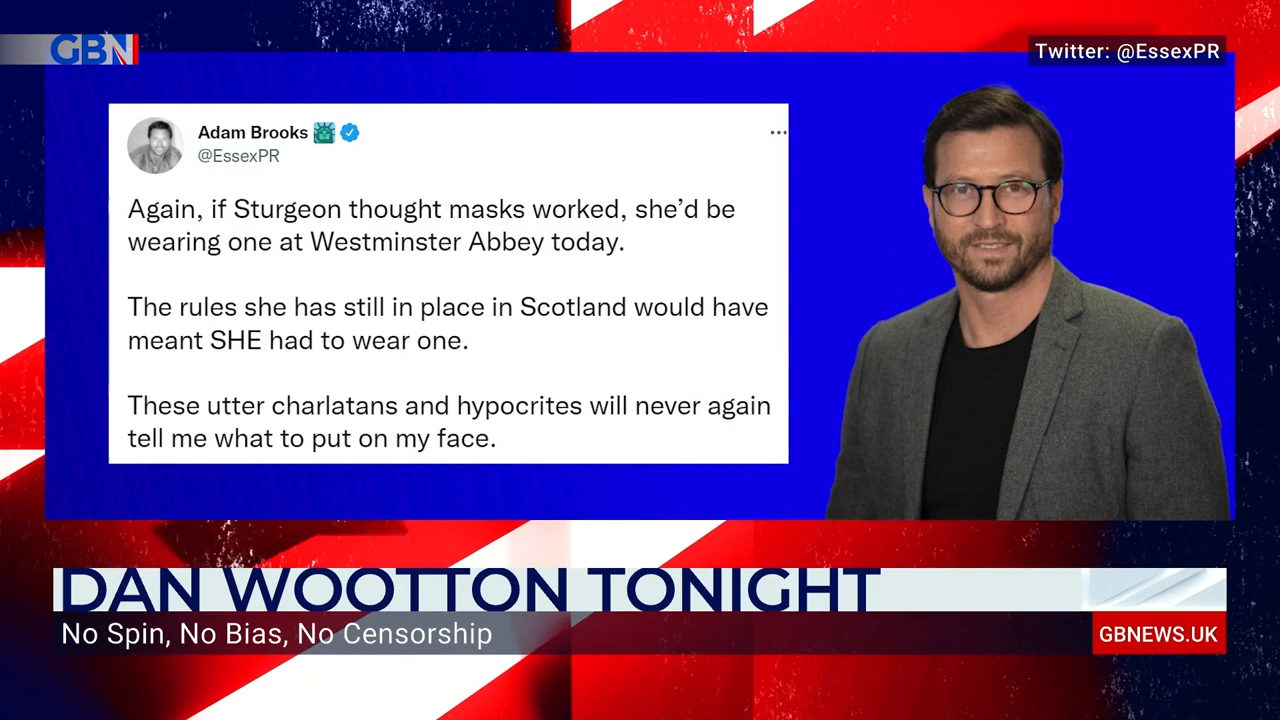 GBN
Twitter: @EssexPR
Adam Brooks
@EssexPR
Again, if Sturgeon thought masks worked, she’d be
wearing one at Westminster Abbey today.
The rules she has still in place in Scotland would have
meant SHE had to wear one.
These utter charlatans and hypocrites will never again
tell me what to put on my face.
DAN WOOTTON TONIGHT
No Spin, No Bias, No Censorship
GBNEWS.UK